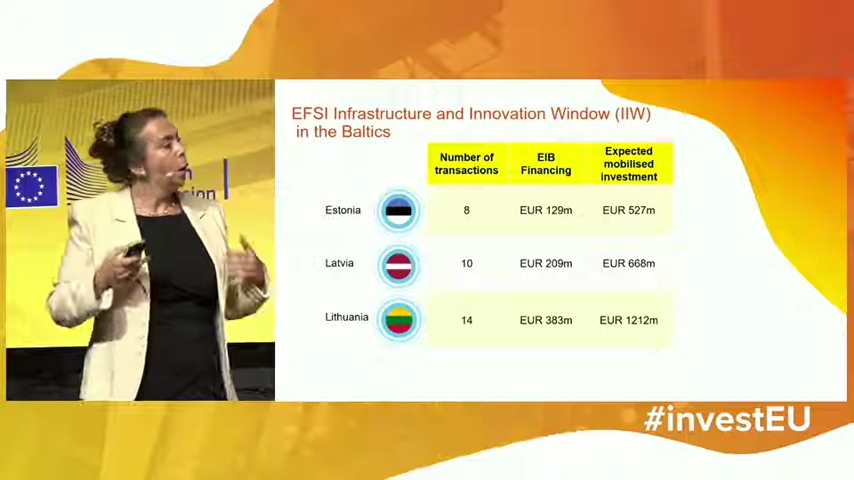 EFSI Infrastructure and Innovation Window (IIW)
in the Baltics
Number of
transactions
EIB
Financing
Expected
mobilised
investment
Estonia 8 EUR 129m EUR 527m
Latvia 10 EUR 209m EUR 668m
Lithuania 14 EUR 383m EUR 1212m
#investEU